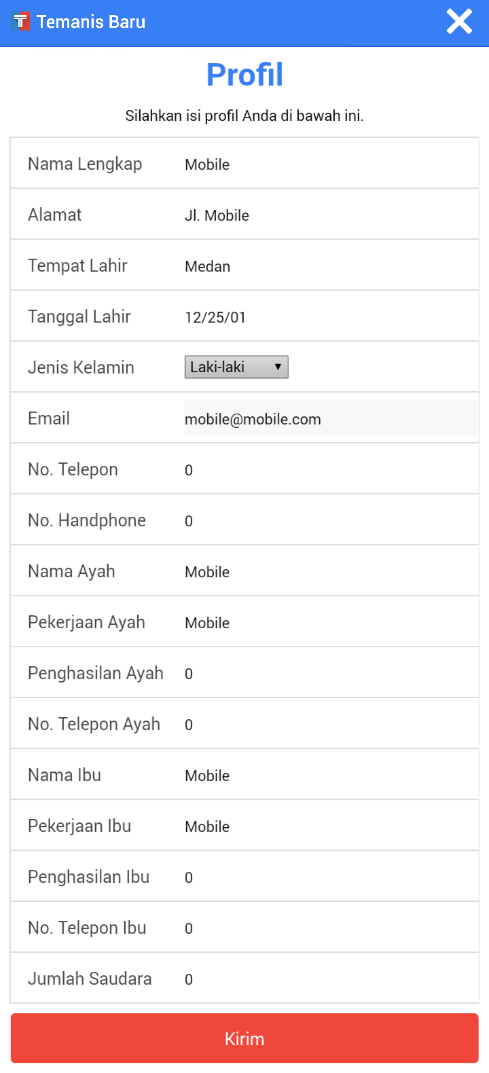 Temanis Baru
Profil
Silahkan isi profil Anda di bawah ini.
Nama Lengkap Mobile
Alamat Jl. Mobile
Tempat Lahir Medan
Tanggal Lahir 12/25/01
Jenis Kelamin Laki-laki
Email mobile@mobile.com
No. Telepon 0
No. Handphone 0
Nama Ayah Mobile
Pekerjaan Ayah Mobile
Penghasilan Ayah 0
No. Telepon Ayah 0
Nama Ibu Mobile
Pekerjaan Ibu Mobile
Penghasilan Ibu 0
No. Telepon Ibu 0
Jumlah Saudara 0
Kirim